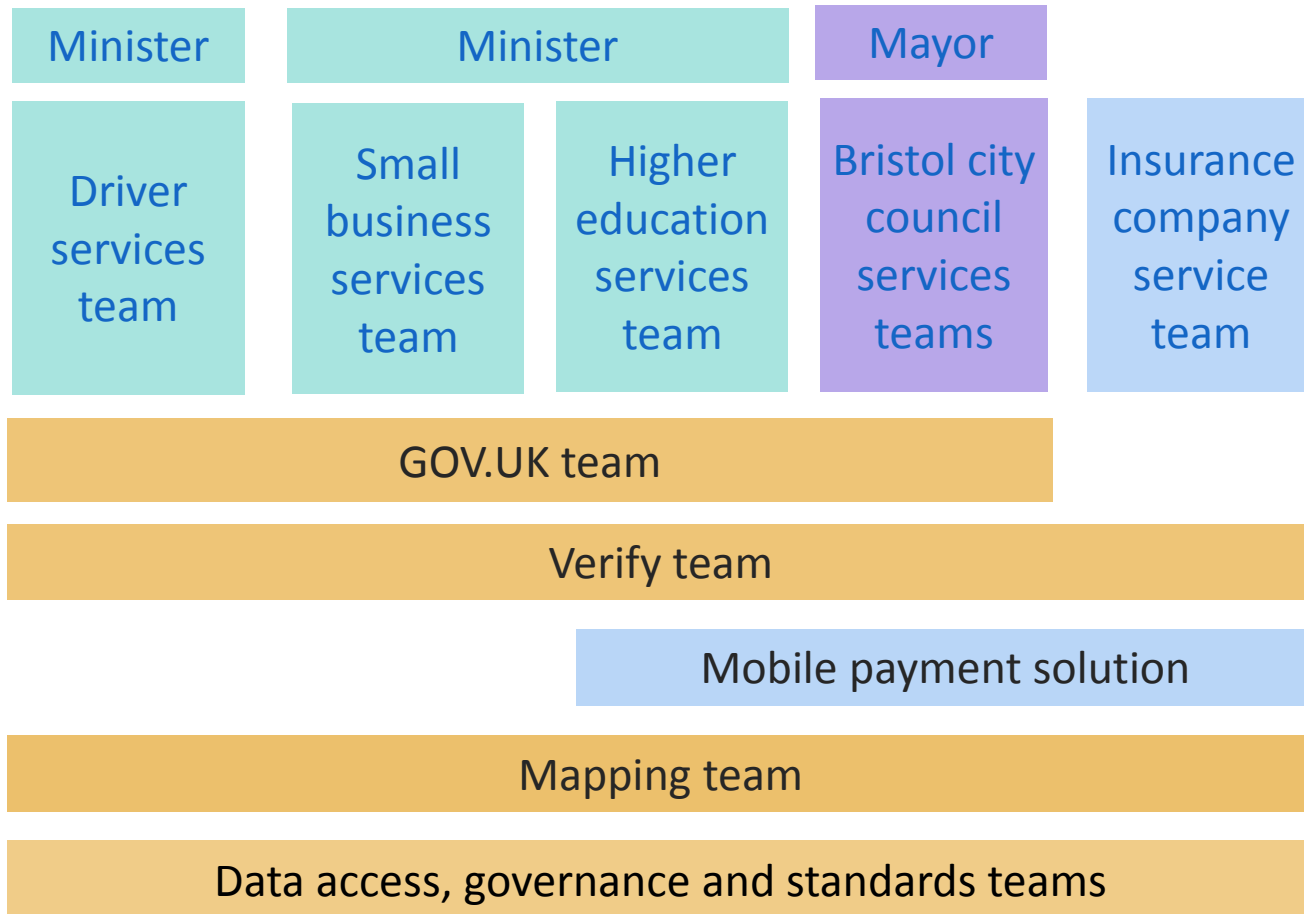 Minister
Minister
Mayor
Driver
services
team
Small
business
services
team
Higher
education
services
team
Bristol city
council
services
teams
Insurance
company
service
team
GOV.UK team
Verify team
Mobile payment solution
Mapping team
Data access, governance and standards teams